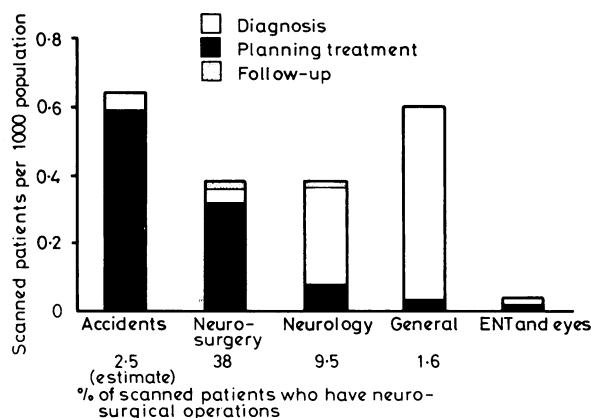 Diagnosis
Planning treatment
Follow-up
Scanned patients per 1000 population
0·8
0·6
0·4
0·2
0
Accidents Neuro- Neurology General ENT and eyes
surgery
2·5 38 9·5 1·6
(estimate)
% of scanned patients who have neuro-
surgical operations